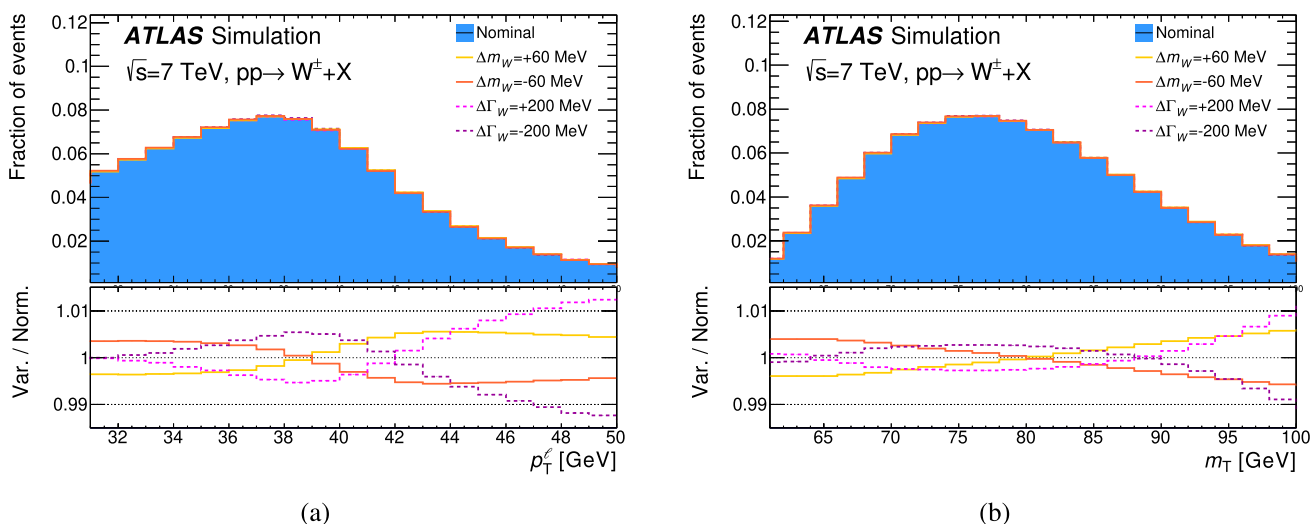 Fraction of events
0.12
0.1
0.08
0.06
0.04
0.02
ATLAS Simulation
√s=7 TeV, pp→ W±+X
Nominal
Δm_W=+60 MeV
Δm_W=-60 MeV
ΔΓ_W=+200 MeV
ΔΓ_W=-200 MeV
Var. / Norm.
1.01
1
0.99
32 34 36 38 40 42 44 46 48 50
p_T^ℓ [GeV]
(a)
Fraction of events
0.12
0.1
0.08
0.06
0.04
0.02
ATLAS Simulation
√s=7 TeV, pp→ W±+X
Nominal
Δm_W=+60 MeV
Δm_W=-60 MeV
ΔΓ_W=+200 MeV
ΔΓ_W=-200 MeV
Var. / Norm.
1.01
1
0.99
65 70 75 80 85 90 95 100
m_T [GeV]
(b)